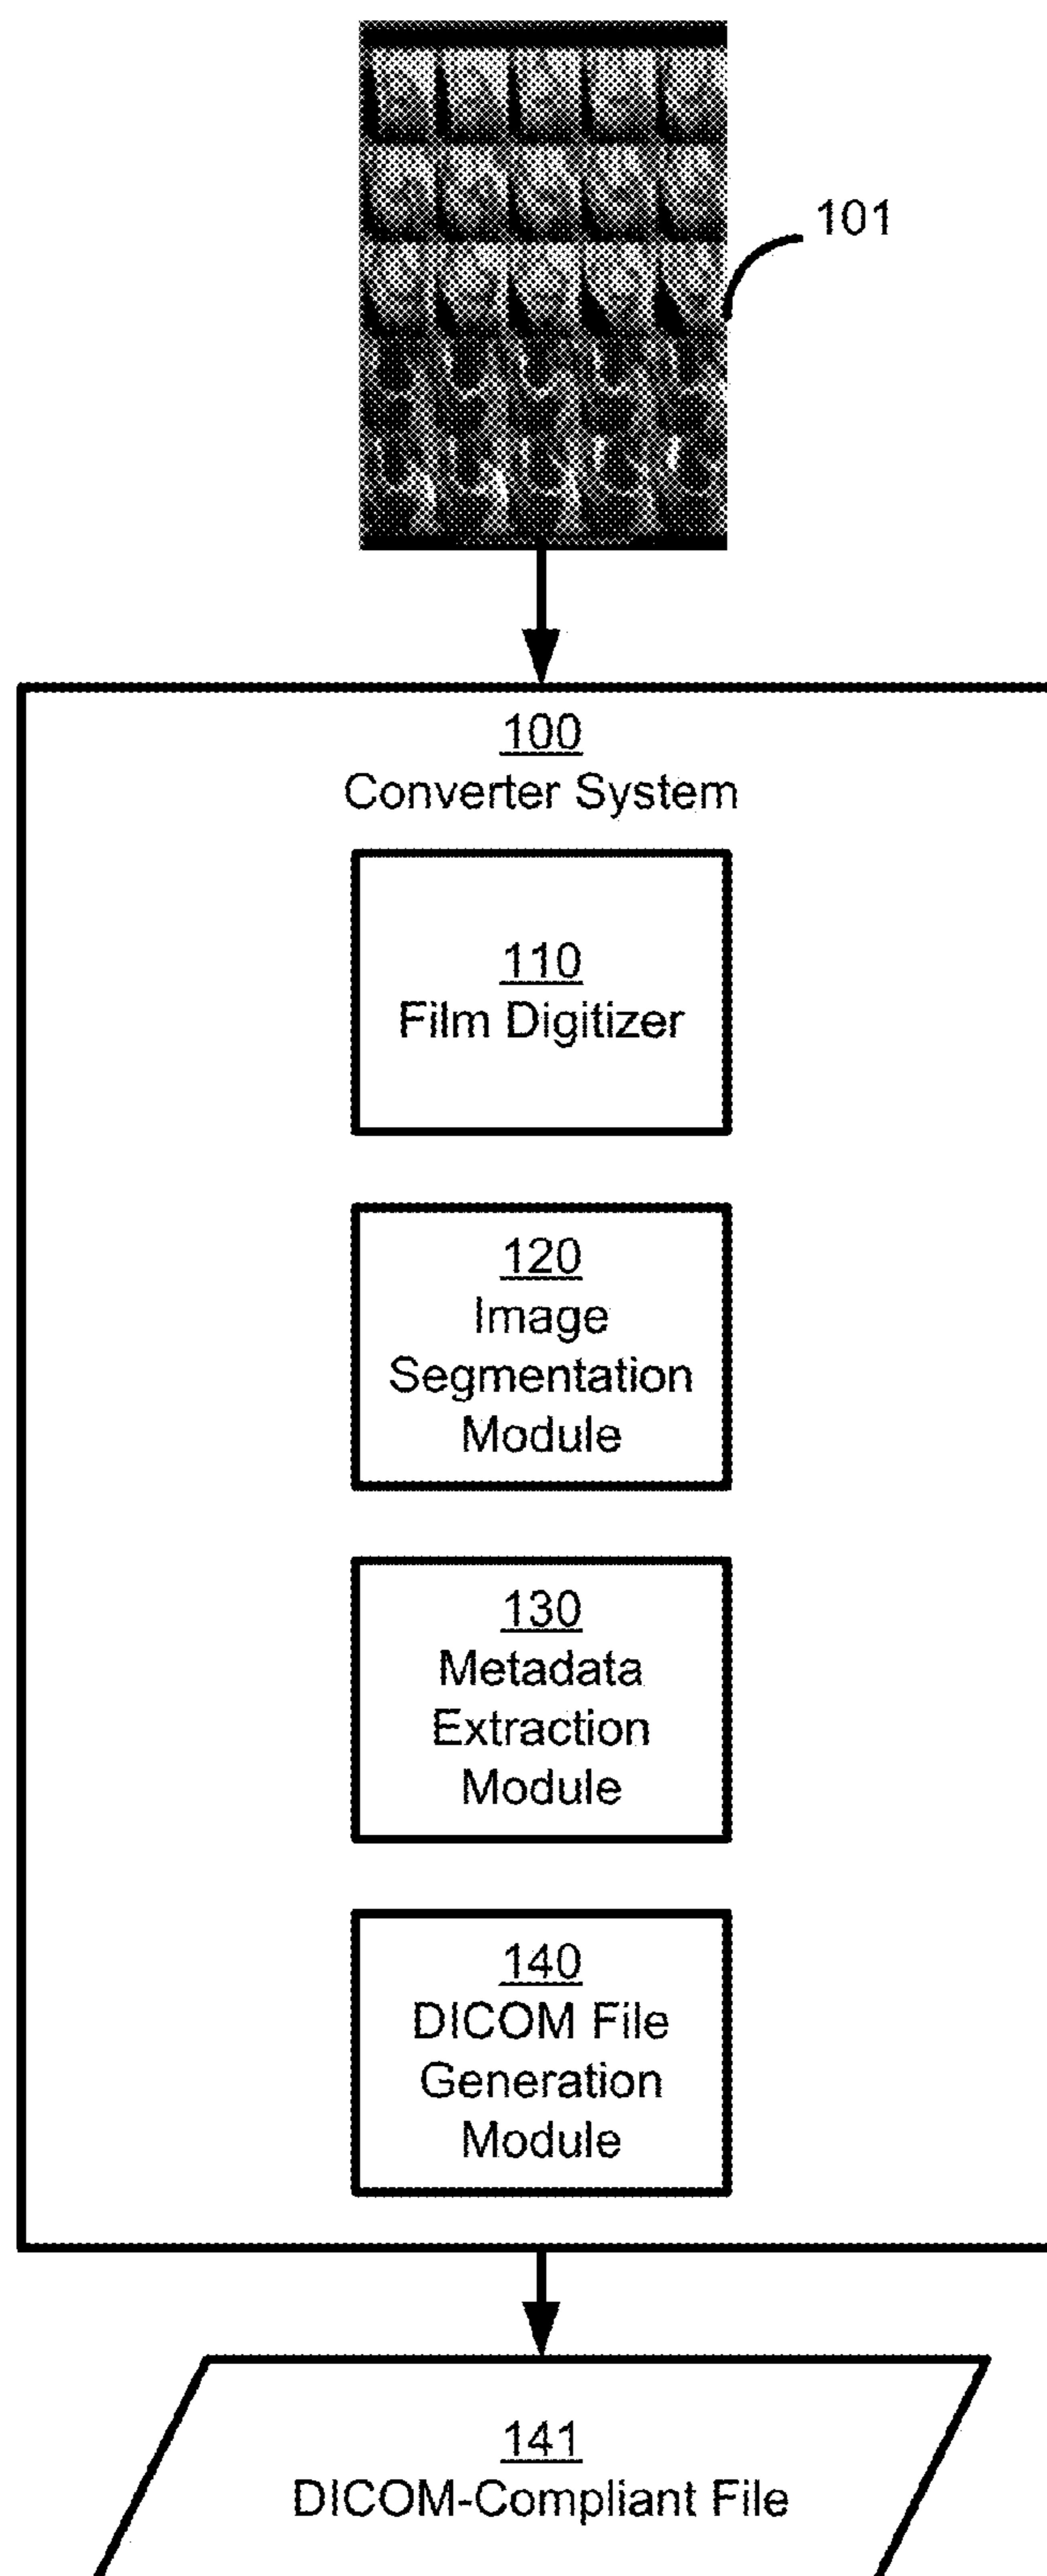 101
100
Converter System
110
Film Digitizer
120
Image
Segmentation
Module
130
Metadata
Extraction
Module
140
DICOM File
Generation
Module
141
DICOM-Compliant File